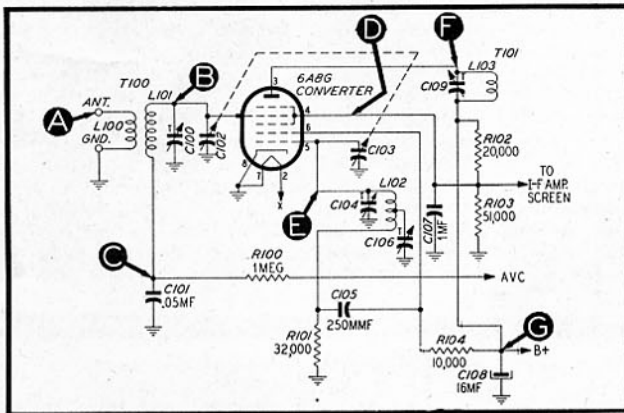 D
F
T101
B
L103
6A8G
CONVERTER
T100
L101
3
C109
A
ANT.
4
L100
6
5
GND.
T
C100
C102
C103
R102
20,000
8
7
2
X
L102
TO
I-F AMP.
SCREEN
C104
T
E
C107
1MF
R103
51,000
C106
T
C
R100
1MEG
AVC
C101
.05MF
C105
250MMF
G
R101
32,000
R104
10,000
B+
C108
16MF